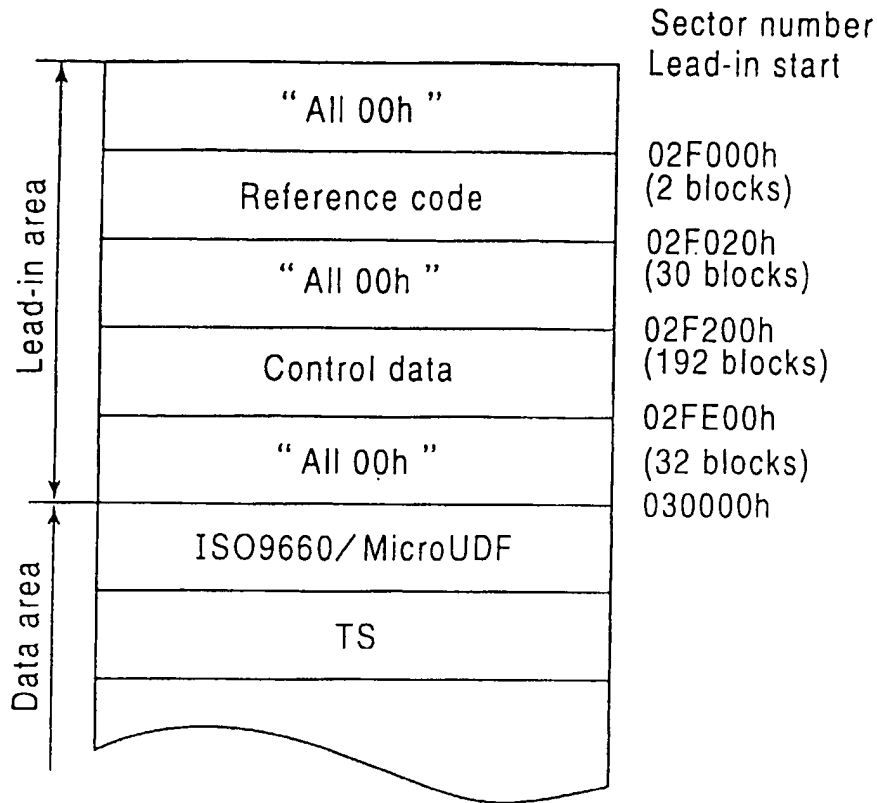 Sector number
Lead-in start
“ All 00h ”
02F000h
(2 blocks)
Reference code
02F020h
(30 blocks)
“ All 00h ”
02F200h
(192 blocks)
Control data
02FE00h
(32 blocks)
“ All 00h ”
030000h
ISO9660/MicroUDF
TS
Lead-in area
Data area